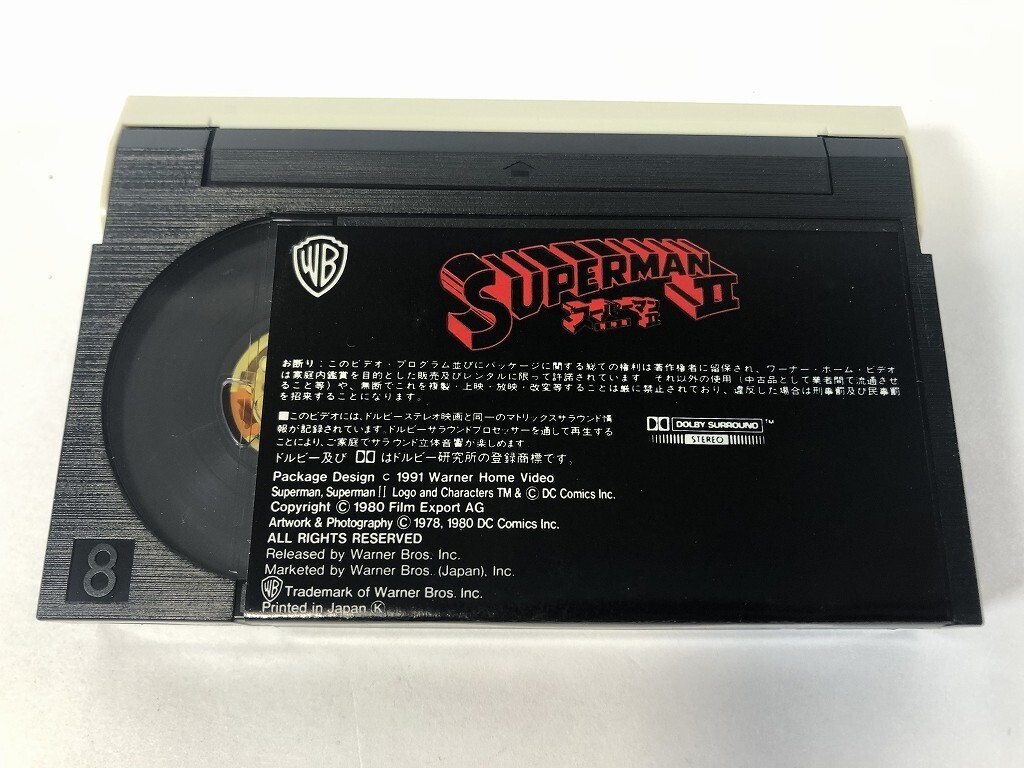 WB
SUPERMAN II
スーパーマンII
お断り:このビデオ・プログラム並びにパッケージに関する総ての権利は著作権者に留保され、ワーナー・ホーム・ビデオ
は家庭内鑑賞を目的とした販売及びレンタルに限って許諾されています それ以外の使用(中古品として業者間で流通させ
ること等)や、無断でこれを複製・上映・放映・改変等することは厳に禁止されており、違反した場合は刑事罰及び民事罰
を招来することになります。
■このビデオには、ドルビーステレオ映画と同一のマトリックスサラウンド情
報が記録されています。ドルビーサラウンドプロセッサーを通して再生する
ことにより、ご家庭でサラウンド立体音響が楽しめます
ドルビー及び DD はドルビー研究所の登録商標です。
DOLBY SURROUND™
STEREO
Package Design c 1991 Warner Home Video
Superman, Superman II Logo and Characters TM & © DC Comics Inc.
Copyright © 1980 Film Export AG
Artwork & Photography © 1978, 1980 DC Comics Inc.
ALL RIGHTS RESERVED
Released by Warner Bros. Inc.
Marketed by Warner Bros. (Japan), Inc.
WB Trademark of Warner Bros. Inc.
Printed in Japan Ⓚ
8